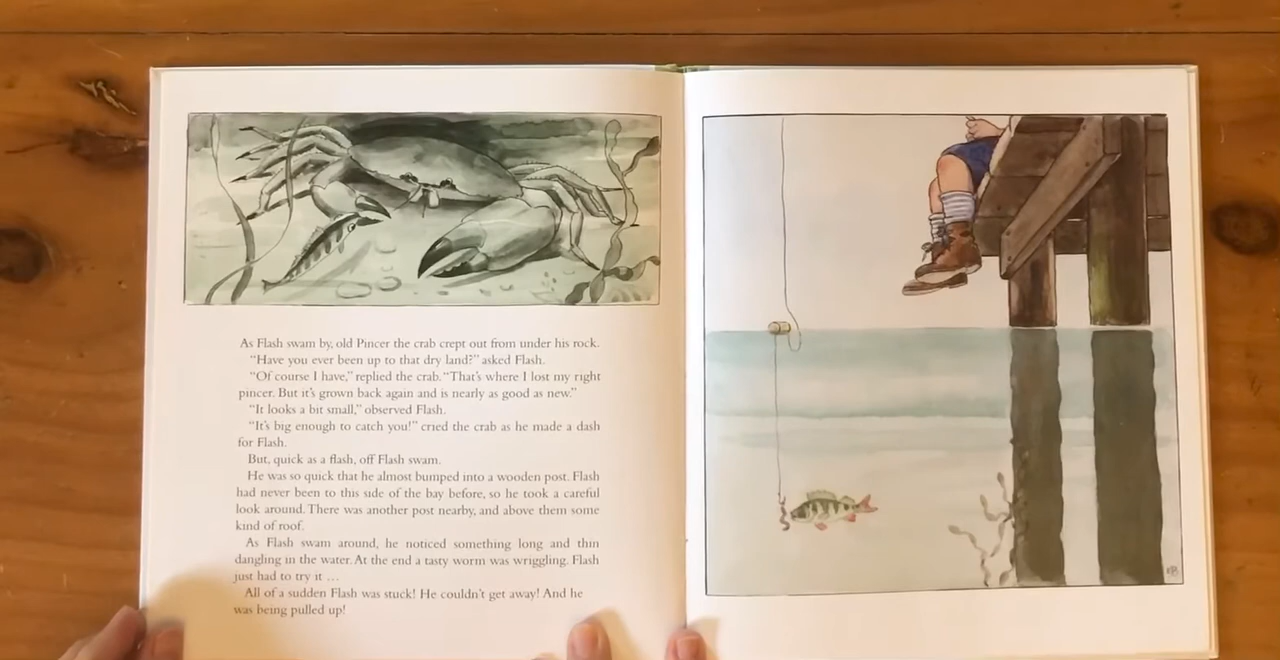 As Flash swam by, old Pincer the crab crept out from under his rock.
“Have you ever been up to that dry land?” asked Flash.
“Of course I have,” replied the crab. “That’s where I lost my right
pincer. But it’s grown back again and is nearly as good as new.”
“It looks a bit small,” observed Flash.
“It’s big enough to catch you!” cried the crab as he made a dash
for Flash.
But, quick as a flash, off Flash swam.
He was so quick that he almost bumped into a wooden post. Flash
had never been to this side of the bay before, so he took a careful
look around. There was another post nearby, and above them some
kind of roof.
As Flash swam around, he noticed something long and thin
dangling in the water. At the end a tasty worm was wriggling. Flash
just had to try it ...
All of a sudden Flash was stuck! He couldn’t get away! And he
was being pulled up!